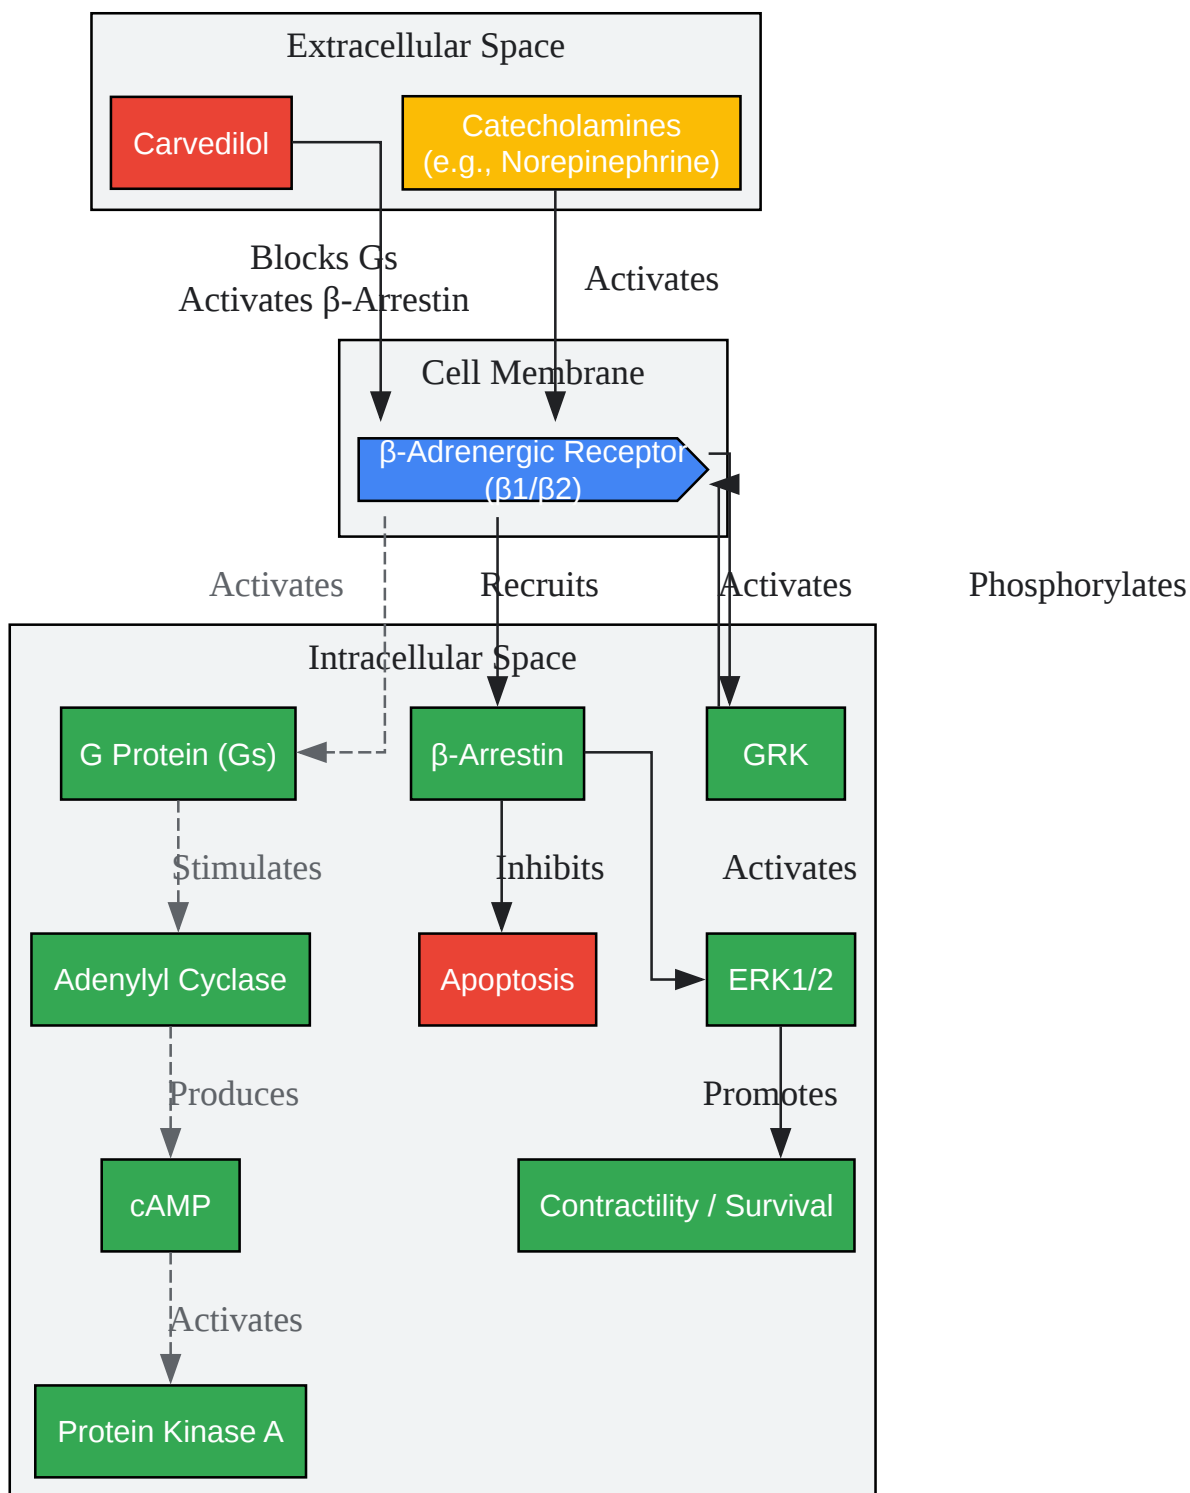 Extracellular Space
Carvedilol
Catecholamines
(e.g., Norepinephrine)
Blocks Gs
Activates β-Arrestin
Activates
Cell Membrane
β-Adrenergic Receptor
(β1/β2)
Activates
Recruits
Activates
Phosphorylates
Intracellular Space
G Protein (Gs)
β-Arrestin
GRK
Stimulates
Inhibits
Activates
Adenylyl Cyclase
Apoptosis
ERK1/2
Produces
Promotes
cAMP
Contractility / Survival
Activates
Protein Kinase A